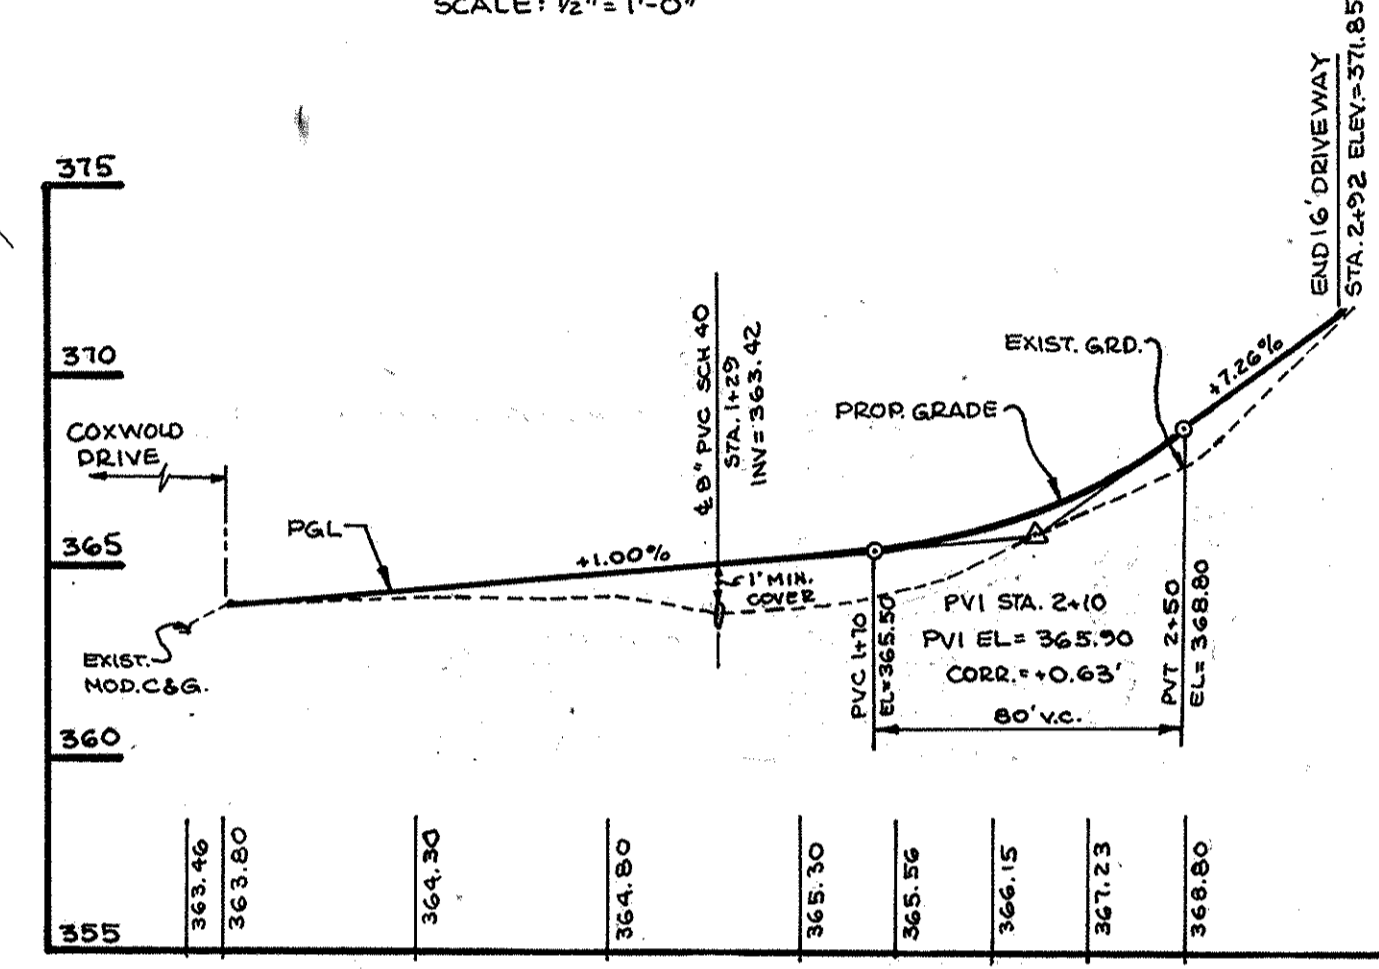 SCALE: ½" = 1'-0"
END 16' DRIVEWAY
STA. 2+92 ELEV.=371.85
375
370
365
360
355
COXWOLD
DRIVE
PGL
EXIST.
MOD. C&G.
+1.00%
℄ 8" PVC SCH 40
STA. 1+29
INV = 363.42
1' MIN.
COVER
PROP. GRADE
EXIST. GRD.
+7.26%
PVC 1+70
EL=365.50
PVI STA. 2+10
PVI EL= 365.90
CORR.= +0.63'
80' V.C.
PVT 2+50
EL= 368.80
363.46
363.80
364.30
364.80
365.30
365.56
366.15
367.23
368.80